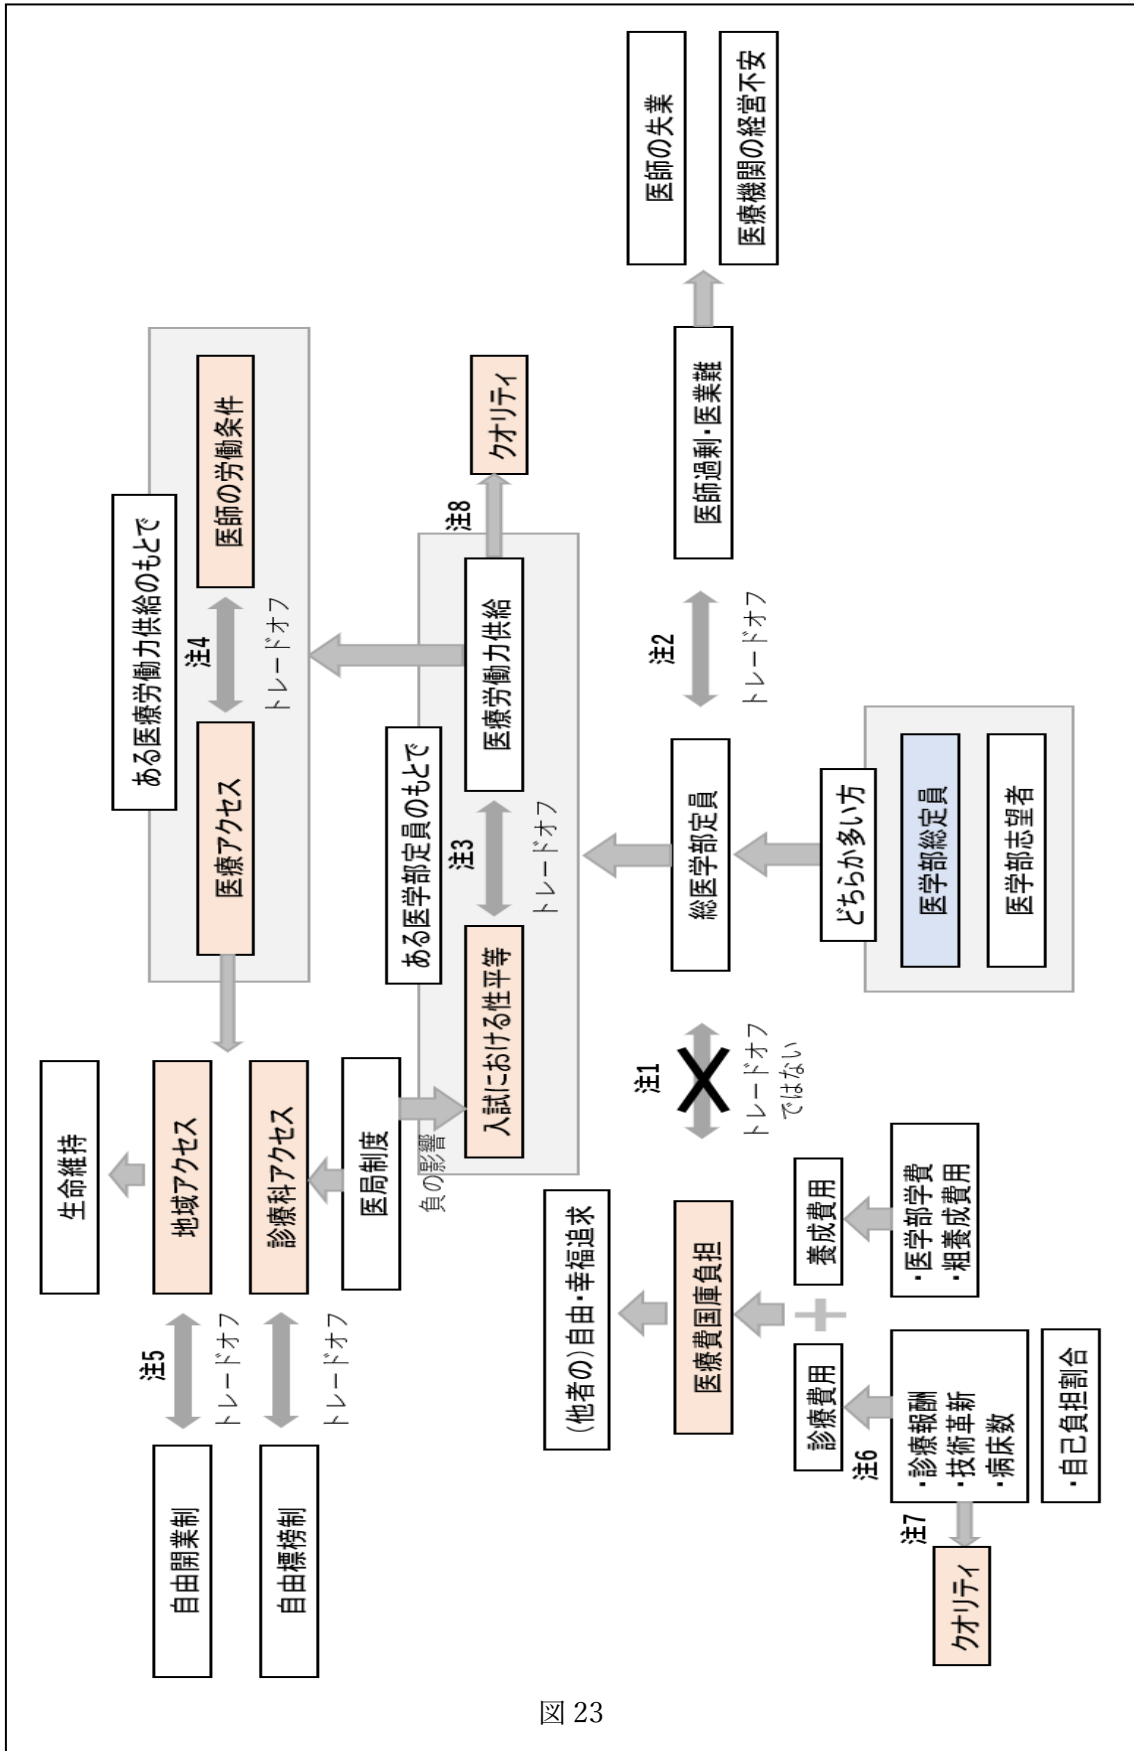 生命維持
自由開業制
注5
トレードオフ
地域アクセス
自由標榜制
トレードオフ
診療科アクセス
医局制度
負の影響
ある医療労働力供給のもとで
医療アクセス
注4
トレードオフ
医師の労働条件
ある医学部定員のもとで
入試における性平等
注3
トレードオフ
医療労働力供給
注8
クオリティ
(他者の)自由・幸福追求
医療費国庫負担
注1
トレードオフ
ではない
総医学部定員
注2
トレードオフ
医師過剰・医業難
医師の失業
医療機関の経営不安
診療費用
養成費用
注6
・診療報酬
・技術革新
・病床数
・自己負担割合
注7
クオリティ
・医学部学費
・粗養成費用
どちらか多い方
医学部総定員
医学部志望者
図 23